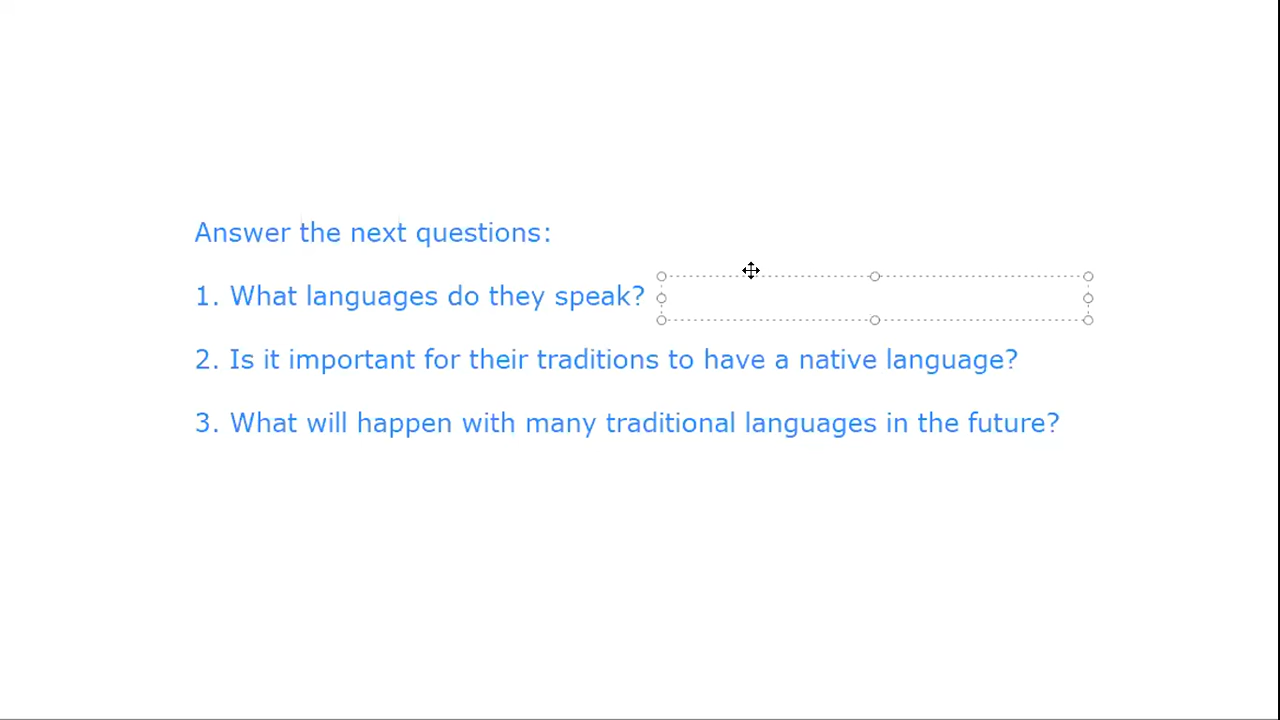 Answer the next questions:
1. What languages do they speak?
2. Is it important for their traditions to have a native language?
3. What will happen with many traditional languages in the future?